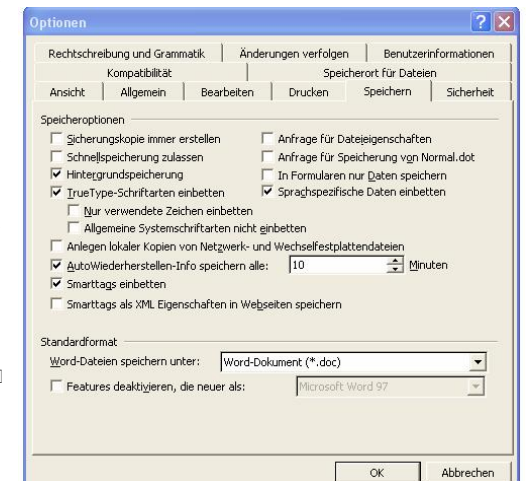 Optionen
Rechtschreibung und Grammatik Änderungen verfolgen Benutzerinformationen
Kompatibilität Speicherort für Dateien
Ansicht Allgemein Bearbeiten Drucken Speichern Sicherheit
Speicheroptionen
Sicherungskopie immer erstellen Anfrage für Dateieigenschaften
Schnellspeicherung zulassen Anfrage für Speicherung von Normal.dot
Hintergrundspeicherung In Formularen nur Daten speichern
TrueType-Schriftarten einbetten Sprachspezifische Daten einbetten
Nur verwendete Zeichen einbetten
Allgemeine Systemschriftarten nicht einbetten
Anlegen lokaler Kopien von Netzwerk- und Wechselfestplattendateien
AutoWiederherstellen-Info speichern alle: 10 Minuten
Smarttags einbetten
Smarttags als XML Eigenschaften in Webseiten speichern
Standardformat
Word-Dateien speichern unter: Word-Dokument (*.doc)
Features deaktivieren, die neuer als: Microsoft Word 97
OK Abbrechen